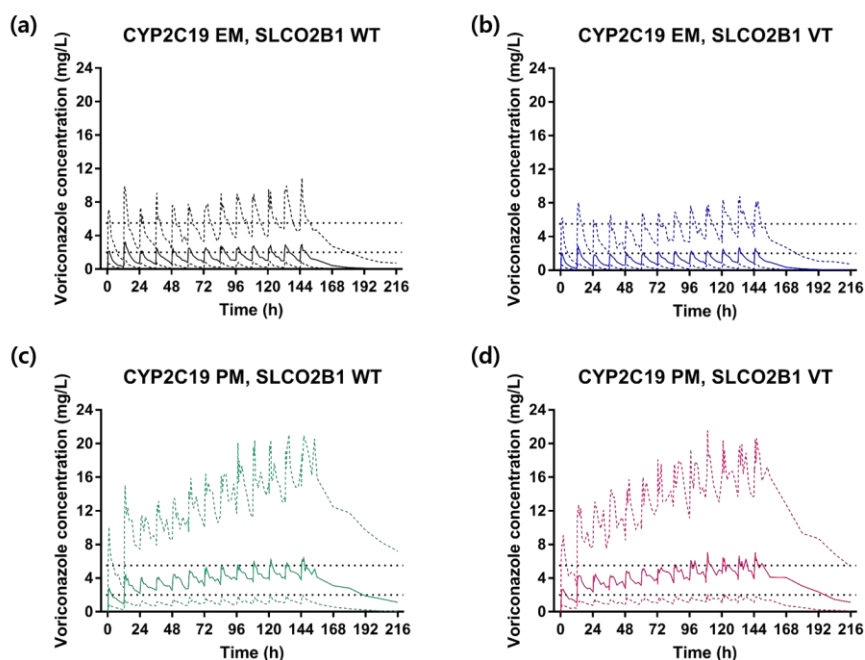 (a)
CYP2C19 EM, SLCO2B1 WT
Voriconazole concentration (mg/L)
24
20
16
12
8
4
0
0 24 48 72 96 120 144 168 192 216
Time (h)
(b)
CYP2C19 EM, SLCO2B1 VT
Voriconazole concentration (mg/L)
24
20
16
12
8
4
0
0 24 48 72 96 120 144 168 192 216
Time (h)
(c)
CYP2C19 PM, SLCO2B1 WT
Voriconazole concentration (mg/L)
24
20
16
12
8
4
0
0 24 48 72 96 120 144 168 192 216
Time (h)
(d)
CYP2C19 PM, SLCO2B1 VT
Voriconazole concentration (mg/L)
24
20
16
12
8
4
0
0 24 48 72 96 120 144 168 192 216
Time (h)